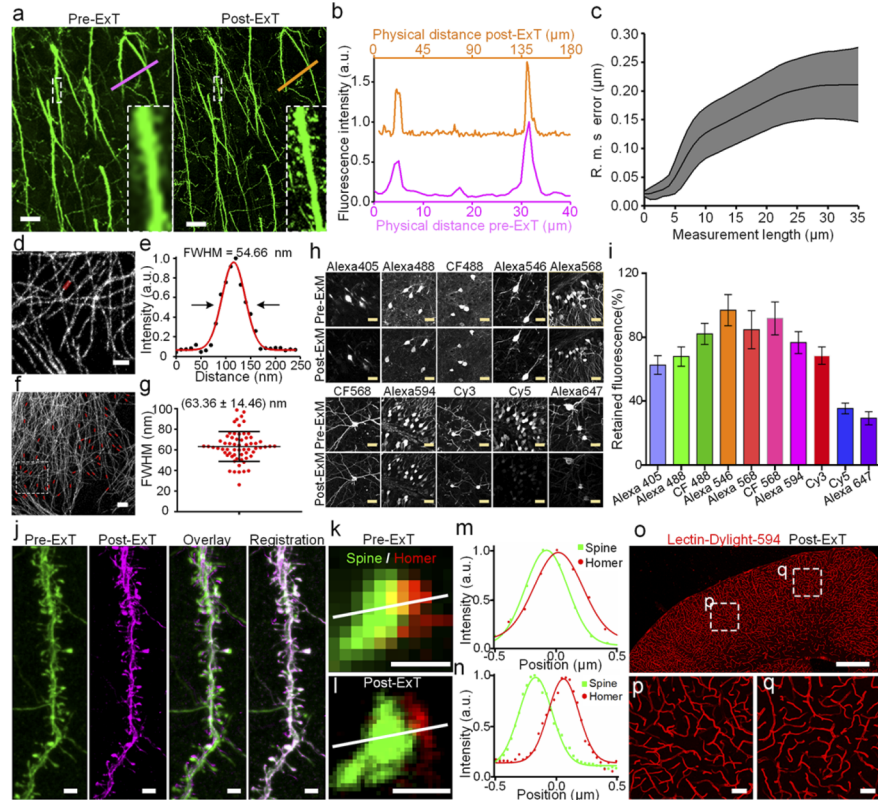 a
Pre-ExT
Post-ExT
b
Physical distance post-ExT (µm)
0 45 90 135 180
Fluorescence intensity (a.u.)
1.5
1.0
0.5
0.0
0 10 20 30 40
Physical distance pre-ExT (µm)
c
R. m. s error (µm)
0.30
0.25
0.20
0.15
0.10
0.05
0.00
0 5 10 15 20 25 30 35
Measurement length (µm)
d
e
FWHM = 54.66 nm
Intensity (a.u.)
1.0
0.8
0.6
0.4
0.2
0.0
0 60 120 180 240
Distance (nm)
f
g
(63.36 ± 14.46) nm
FWHM (nm)
100
80
60
40
20
0
h
Alexa405 Alexa488 CF488 Alexa546 Alexa568
Pre-ExM
Post-ExM
CF568 Alexa594 Cy3 Cy5 Alexa647
Pre-ExM
Post-ExM
i
Retained fluorescence(%)
120
80
40
0
Alexa 405
Alexa 488
CF 488
Alexa 546
Alexa 568
CF 568
Alexa 594
Cy3
Cy5
Alexa 647
j
Pre-ExT
Post-ExT
Overlay
Registration
k
Pre-ExT
Spine / Homer
l
Post-ExT
m
Intensity (a.u.)
1.0
0.5
0.0
Spine
Homer
-0.5 0.0 0.5
Position (µm)
n
Intensity (a.u.)
1.0
0.5
0.0
Spine
Homer
-0.5 0.0 0.5
Position (µm)
o
Lectin-Dylight-594 Post-ExT
q
p
p
q